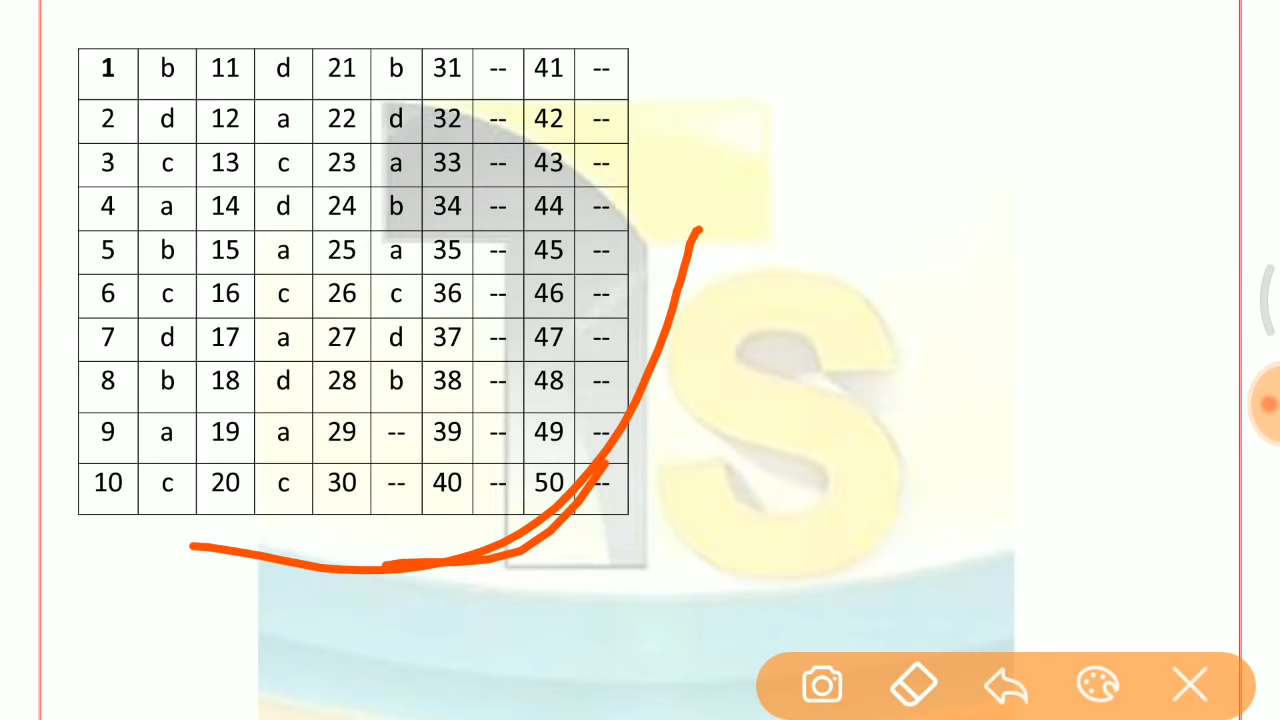 1 b 11 d 21 b 31 -- 41 --
2 d 12 a 22 d 32 -- 42 --
3 c 13 c 23 a 33 -- 43 --
4 a 14 d 24 b 34 -- 44 --
5 b 15 a 25 a 35 -- 45 --
6 c 16 c 26 c 36 -- 46 --
7 d 17 a 27 d 37 -- 47 --
8 b 18 d 28 b 38 -- 48 --
9 a 19 a 29 -- 39 -- 49 --
10 c 20 c 30 -- 40 -- 50 --